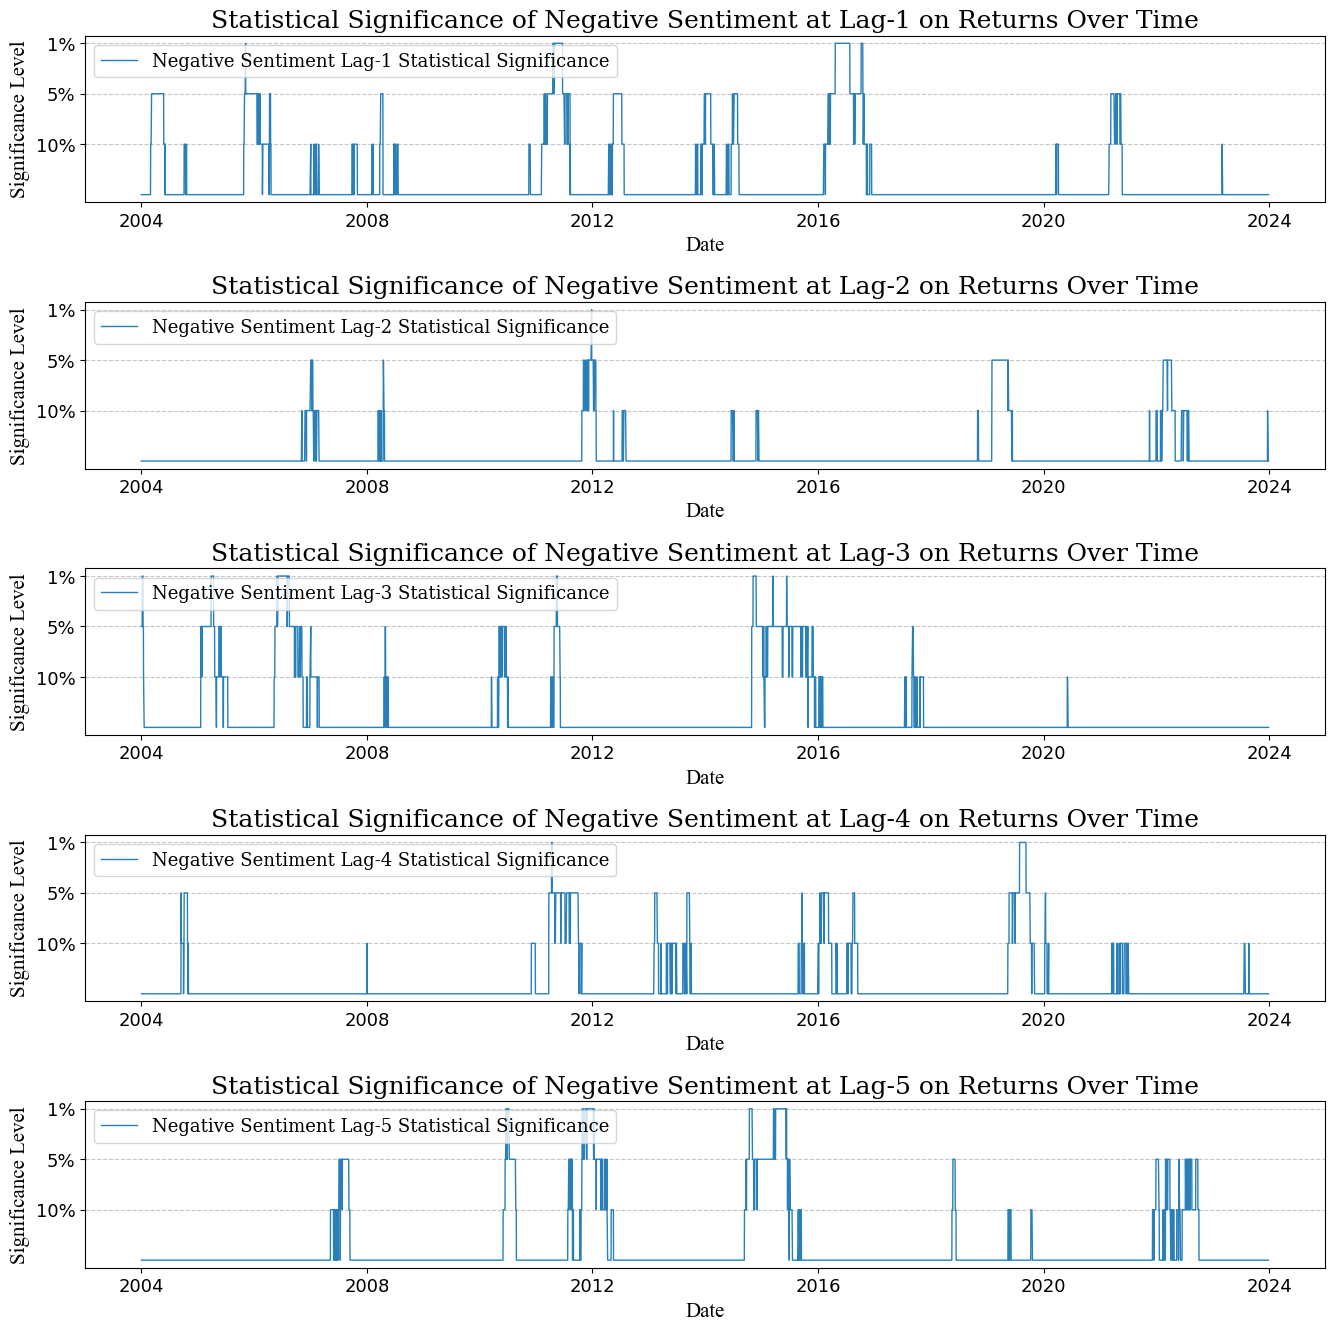 Statistical Significance of Negative Sentiment at Lag-1 on Returns Over Time
Significance Level
1%
5%
10%
Negative Sentiment Lag-1 Statistical Significance
2004 2008 2012 2016 2020 2024
Date
Statistical Significance of Negative Sentiment at Lag-2 on Returns Over Time
Significance Level
1%
5%
10%
Negative Sentiment Lag-2 Statistical Significance
2004 2008 2012 2016 2020 2024
Date
Statistical Significance of Negative Sentiment at Lag-3 on Returns Over Time
Significance Level
1%
5%
10%
Negative Sentiment Lag-3 Statistical Significance
2004 2008 2012 2016 2020 2024
Date
Statistical Significance of Negative Sentiment at Lag-4 on Returns Over Time
Significance Level
1%
5%
10%
Negative Sentiment Lag-4 Statistical Significance
2004 2008 2012 2016 2020 2024
Date
Statistical Significance of Negative Sentiment at Lag-5 on Returns Over Time
Significance Level
1%
5%
10%
Negative Sentiment Lag-5 Statistical Significance
2004 2008 2012 2016 2020 2024
Date